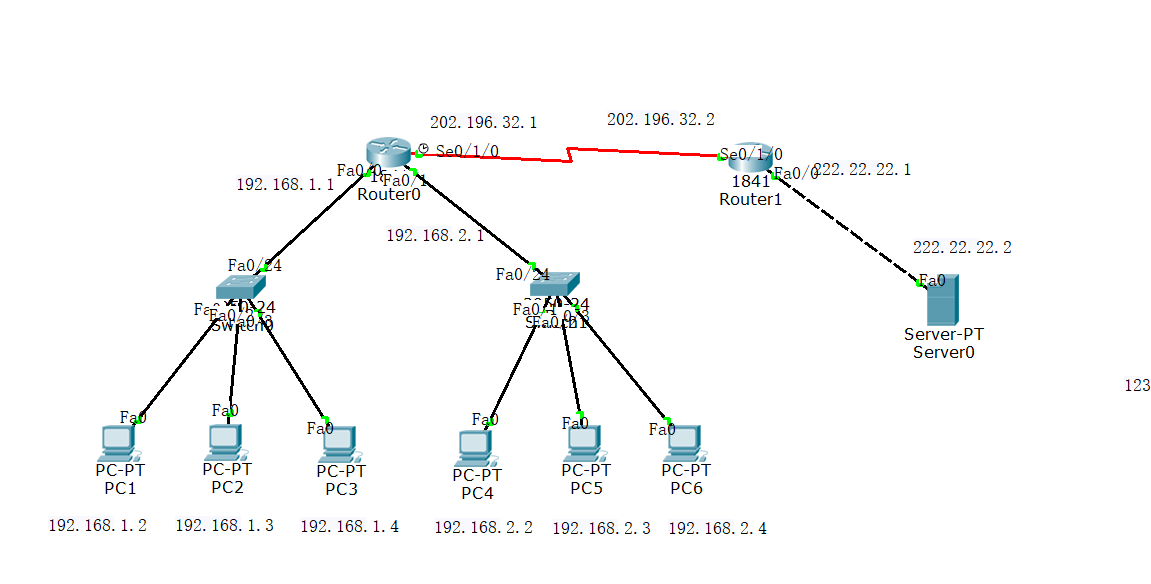 202.196.32.1
202.196.32.2
Se0/1/0
Se0/1/0
Fa0/0
Fa0/1
Router0
1841
Router1
Fa0/0
222.22.22.1
192.168.1.1
192.168.2.1
222.22.22.2
Fa0/24
Fa0/24
Fa0
Server-PT
Server0
123
Fa0
Fa0
Fa0
Fa0
Fa0
Fa0
PC-PT
PC1
PC-PT
PC2
PC-PT
PC3
PC-PT
PC4
PC-PT
PC5
PC-PT
PC6
192.168.1.2
192.168.1.3
192.168.1.4
192.168.2.2
192.168.2.3
192.168.2.4